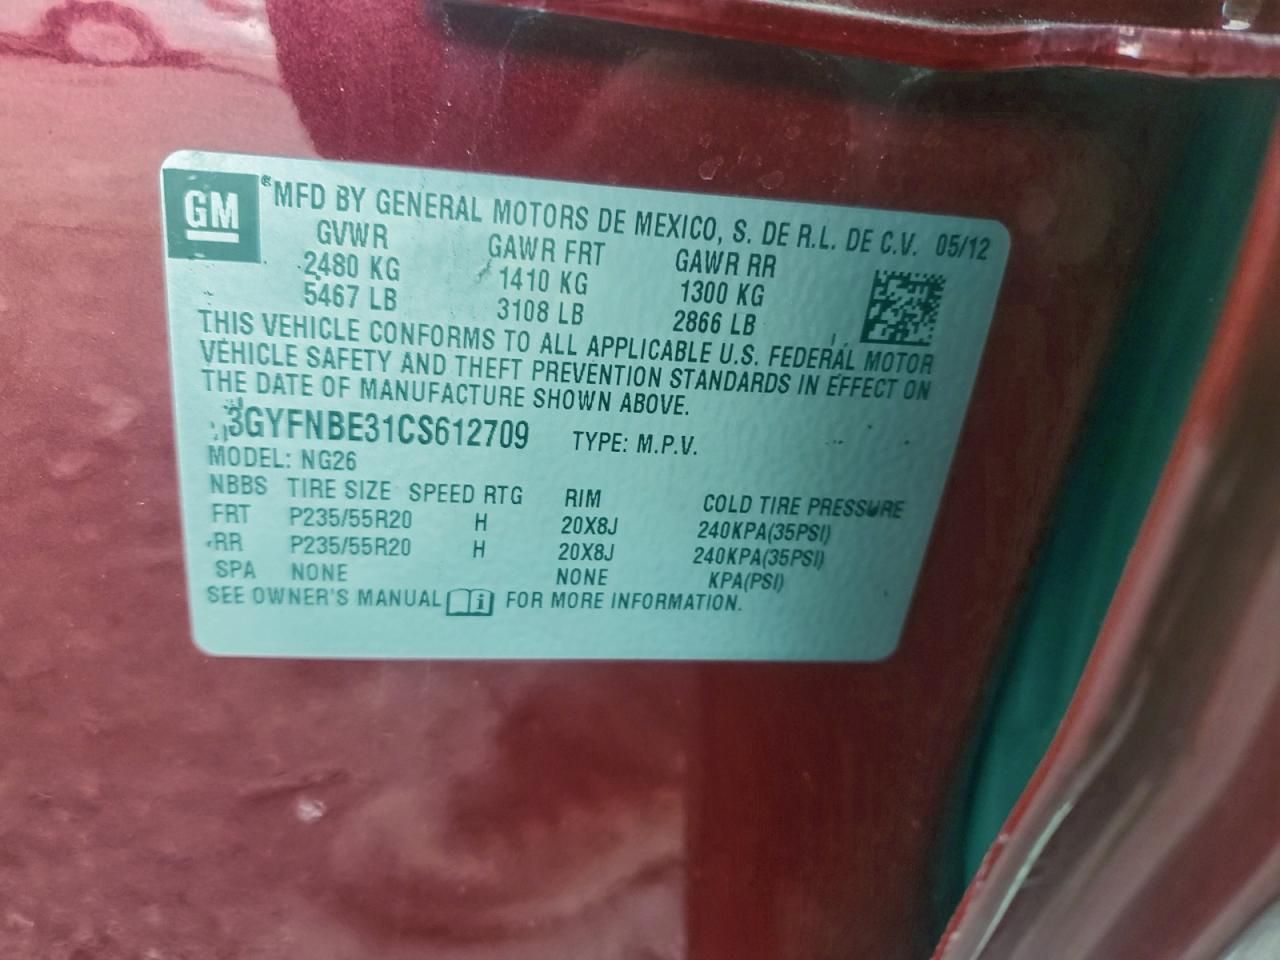 GM ®MFD BY GENERAL MOTORS DE MEXICO, S. DE R.L. DE C.V. 05/12
GVWR GAWR FRT GAWR RR
2480 KG 1410 KG 1300 KG
5467 LB 3108 LB 2866 LB
THIS VEHICLE CONFORMS TO ALL APPLICABLE U.S. FEDERAL MOTOR
VEHICLE SAFETY AND THEFT PREVENTION STANDARDS IN EFFECT ON
THE DATE OF MANUFACTURE SHOWN ABOVE.
3GYFNBE31CS612709 TYPE: M.P.V.
MODEL: NG26
NBBS TIRE SIZE SPEED RTG RIM COLD TIRE PRESSURE
FRT P235/55R20 H 20X8J 240KPA(35PSI)
RR P235/55R20 H 20X8J 240KPA(35PSI)
SPA NONE NONE KPA(PSI)
SEE OWNER'S MANUAL i FOR MORE INFORMATION.